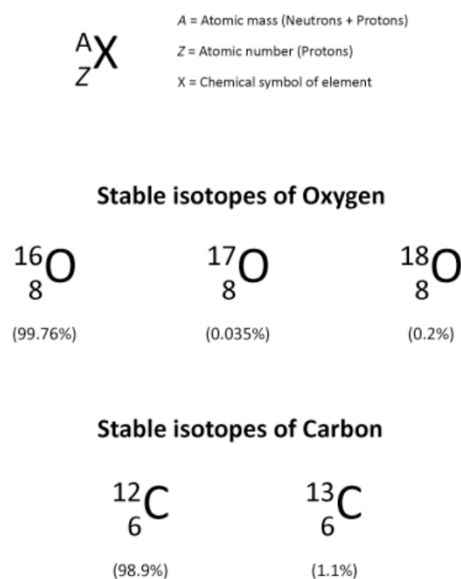 A
Z X
A = Atomic mass (Neutrons + Protons)
Z = Atomic number (Protons)
X = Chemical symbol of element
Stable isotopes of Oxygen
16 8 O 17 8 O 18 8 O
(99.76%) (0.035%) (0.2%)
Stable isotopes of Carbon
12 6 C 13 6 C
(98.9%) (1.1%)